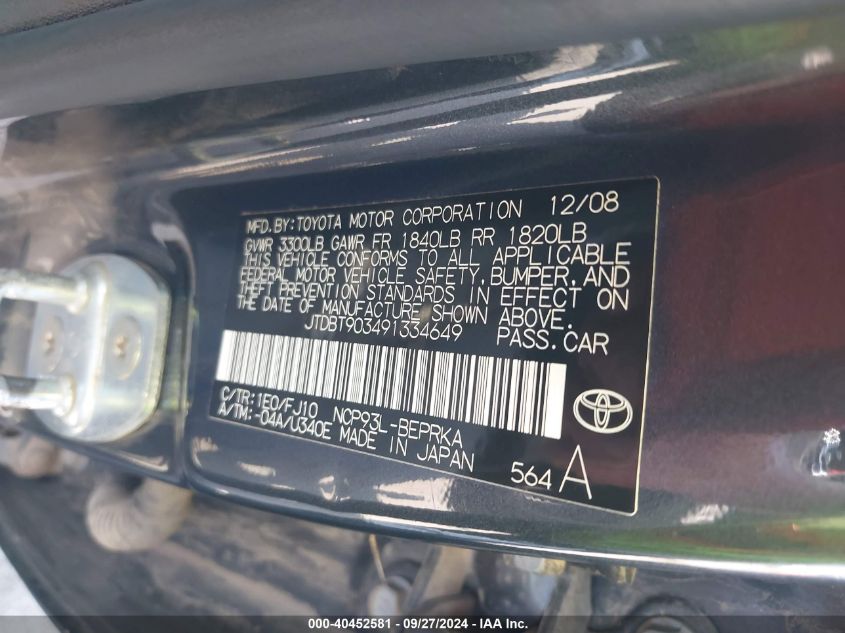 MFD.BY:TOYOTA MOTOR CORPORATION 12/08
GVWR 3300LB GAWR FR 1840LB RR 1820LB
THIS VEHICLE CONFORMS TO ALL APPLICABLE
FEDERAL MOTOR VEHICLE SAFETY,BUMPER,AND
THEFT PREVENTION STANDARDS IN EFFECT ON
THE DATE OF MANUFACTURE SHOWN ABOVE.
JTDBT903491334649 PASS.CAR
C/TR:1E0/FJ10 NCP93L-BEPRKA
A/TM:-04A/U340E MADE IN JAPAN
564 A
000-40452581 - 09/27/2024 - IAA Inc.